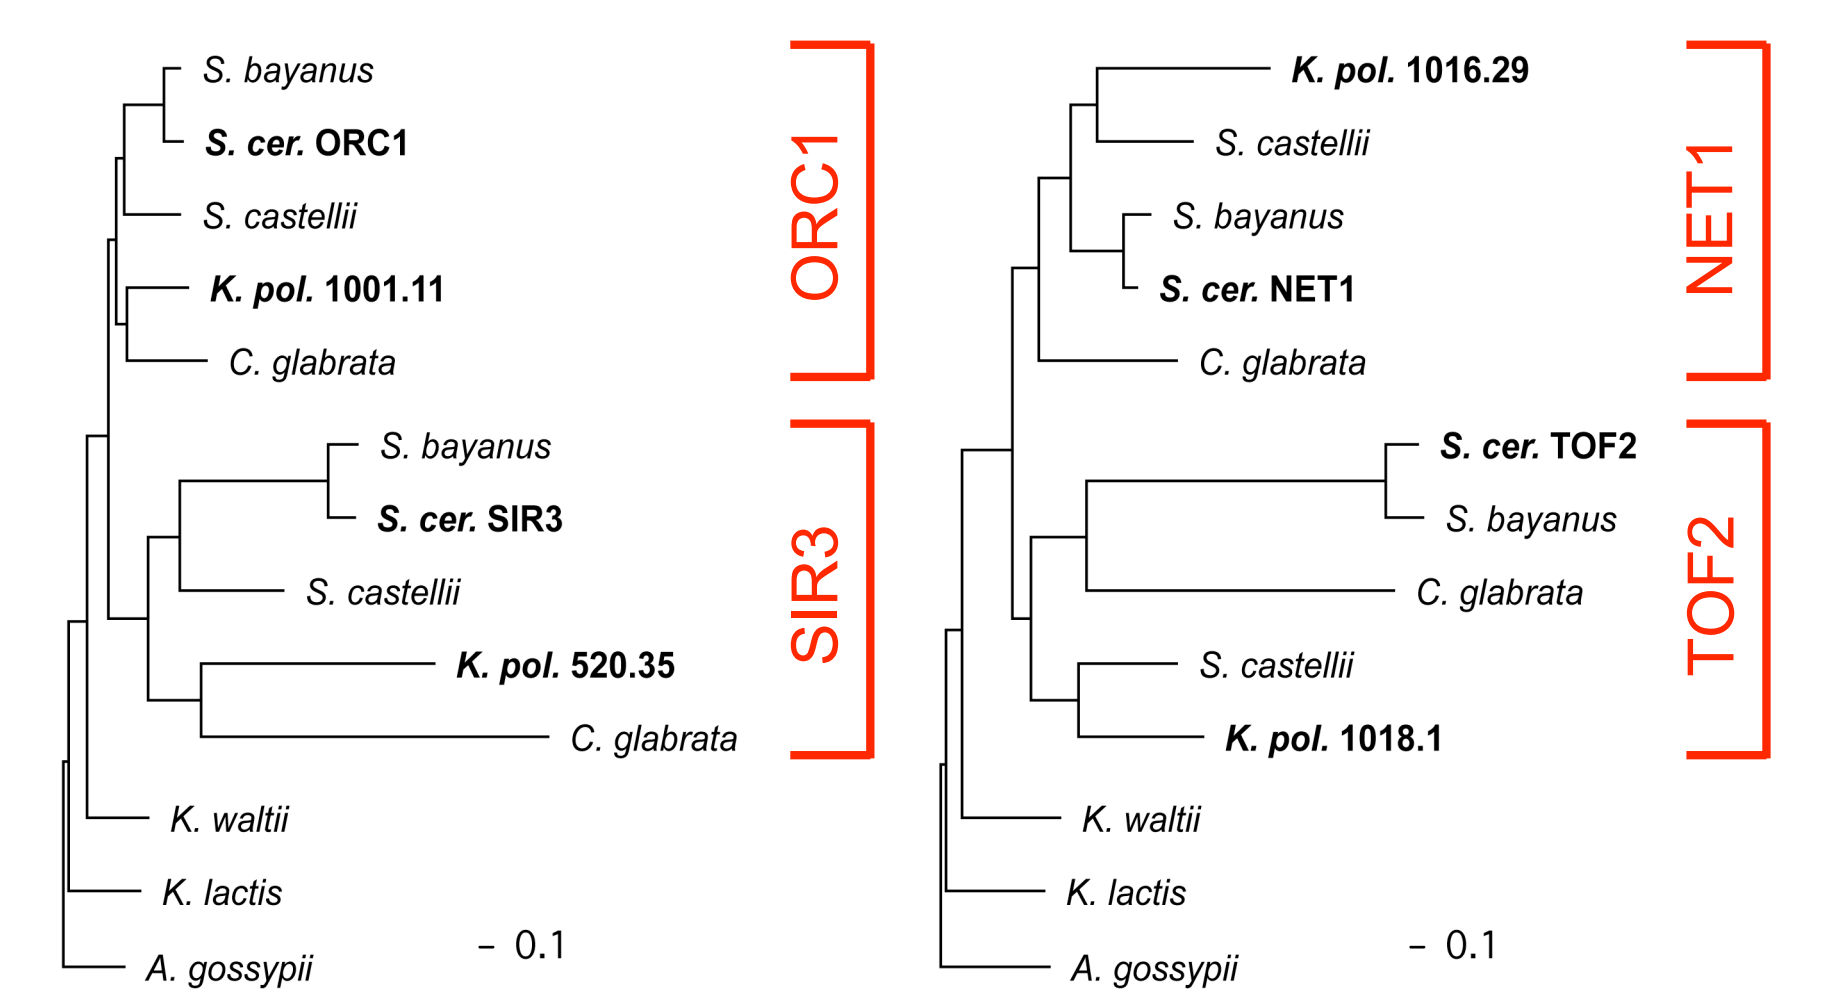 S. bayanus
S. cer. ORC1
S. castellii
K. pol. 1001.11
C. glabrata
ORC1
S. bayanus
S. cer. SIR3
S. castellii
K. pol. 520.35
C. glabrata
SIR3
K. waltii
K. lactis
A. gossypii
0.1
K. pol. 1016.29
S. castellii
S. bayanus
S. cer. NET1
C. glabrata
NET1
S. cer. TOF2
S. bayanus
C. glabrata
S. castellii
K. pol. 1018.1
TOF2
K. waltii
K. lactis
A. gossypii
0.1